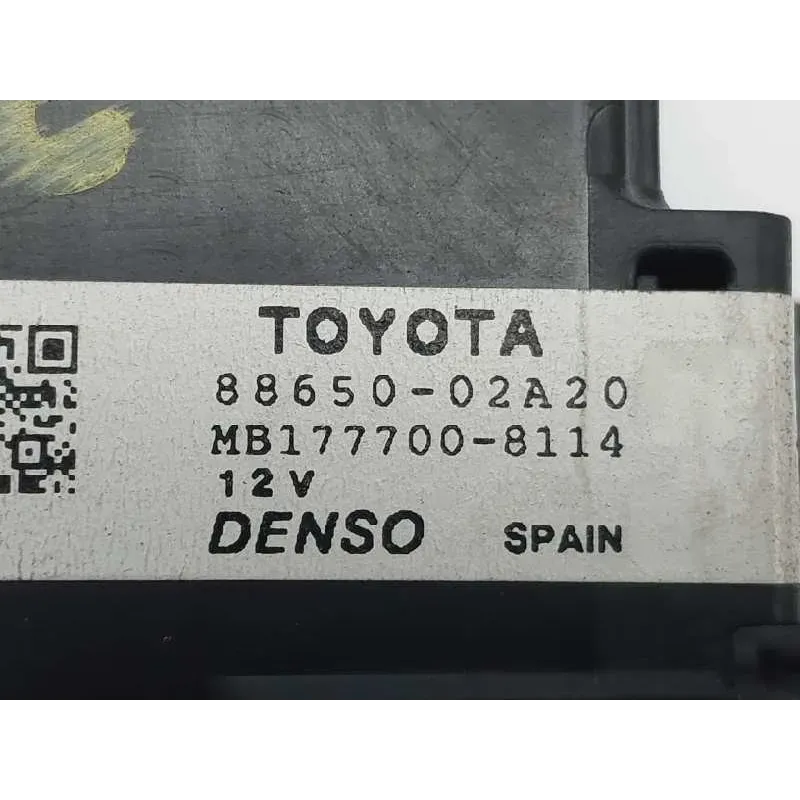 TOYOTA
88650-02A20
MB177700-8114
12V
DENSO SPAIN